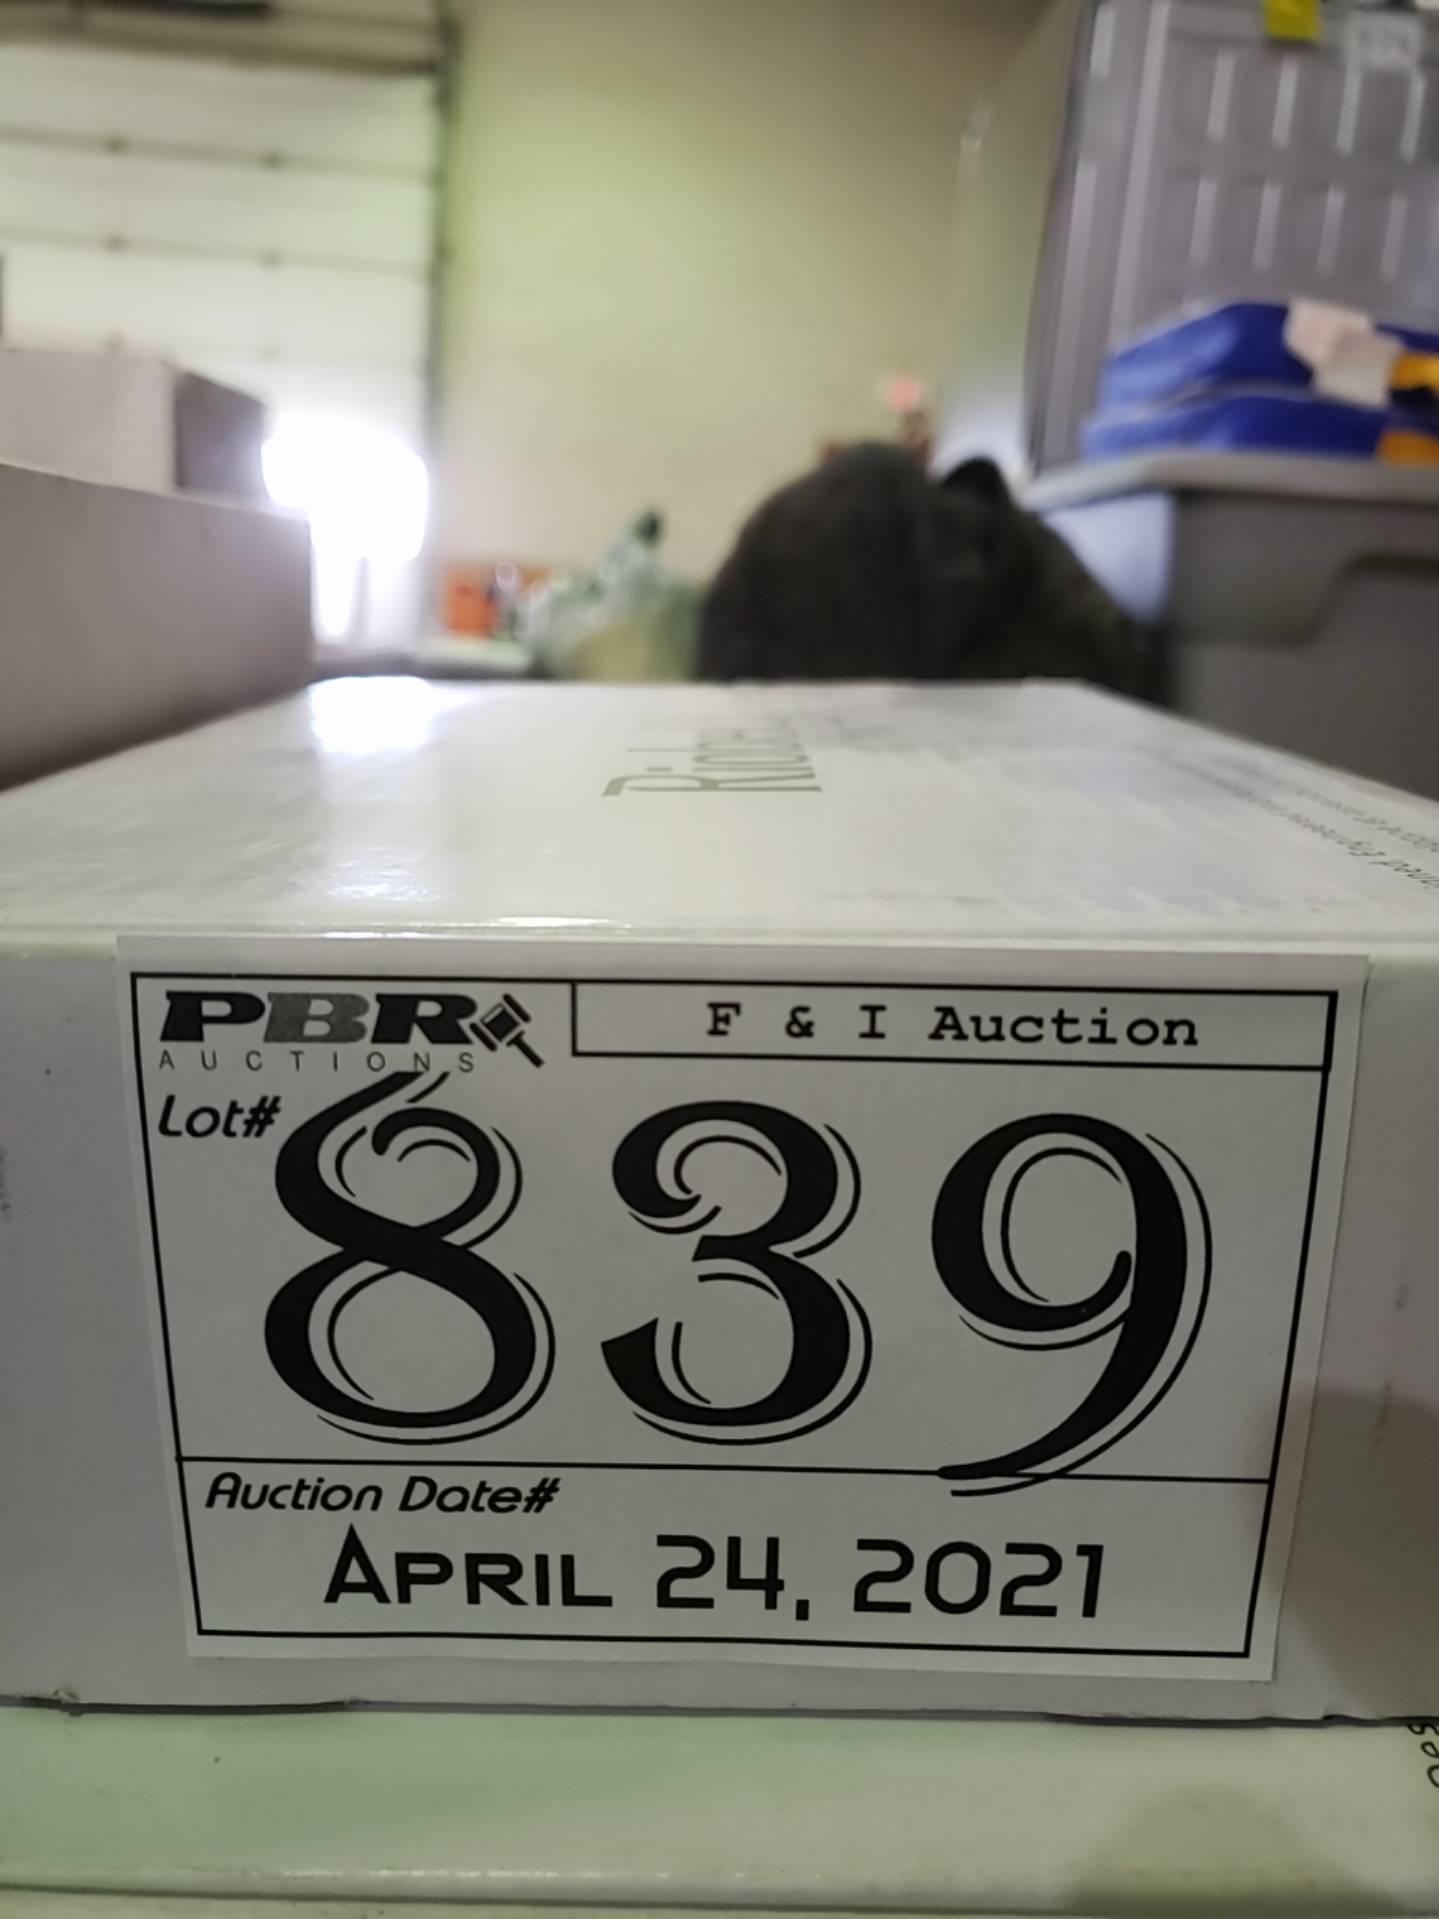 PBR
AUCTIONS
F & I Auction
Lot#
839
Auction Date#
APRIL 24, 2021